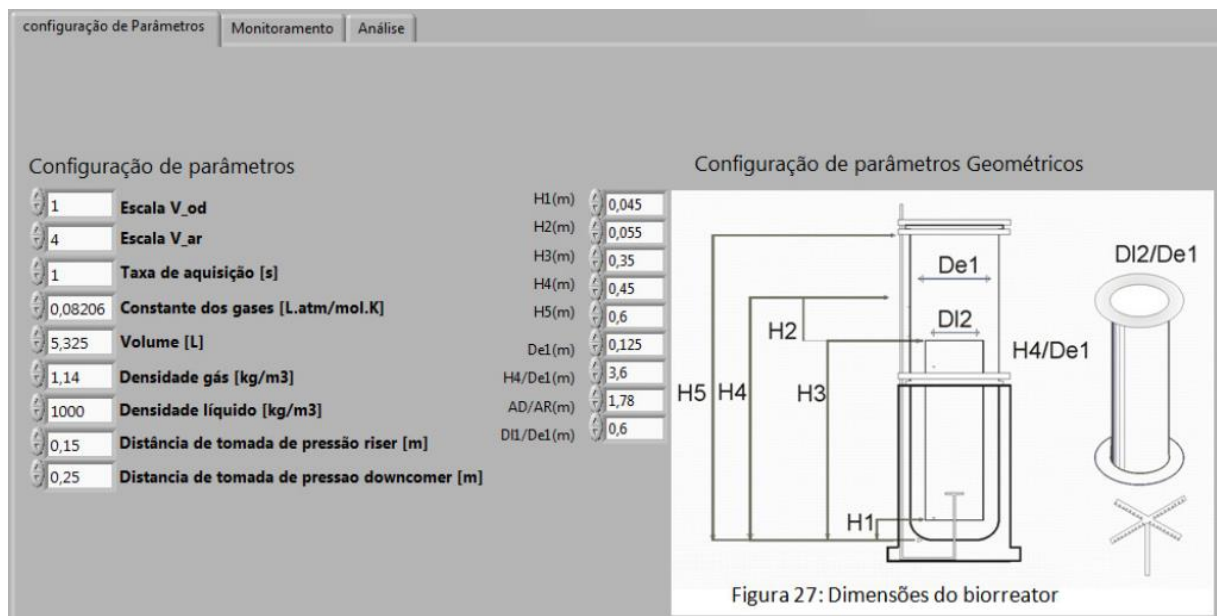 configuração de Parâmetros
Monitoramento
Análise
Configuração de parâmetros
1 Escala V_od
4 Escala V_ar
1 Taxa de aquisição [s]
0,08206 Constante dos gases [L.atm/mol.K]
5,325 Volume [L]
1,14 Densidade gás [kg/m3]
1000 Densidade líquido [kg/m3]
0,15 Distância de tomada de pressão riser [m]
0,25 Distancia de tomada de pressao downcomer [m]
H1(m) 0,045
H2(m) 0,055
H3(m) 0,35
H4(m) 0,45
H5(m) 0,6
De1(m) 0,125
H4/De1(m) 3,6
AD/AR(m) 1,78
DI1/De1(m) 0,6
Configuração de parâmetros Geométricos
De1
DI2/De1
H2
DI2
H4/De1
H5
H4
H3
H1
Figura 27: Dimensões do biorreator